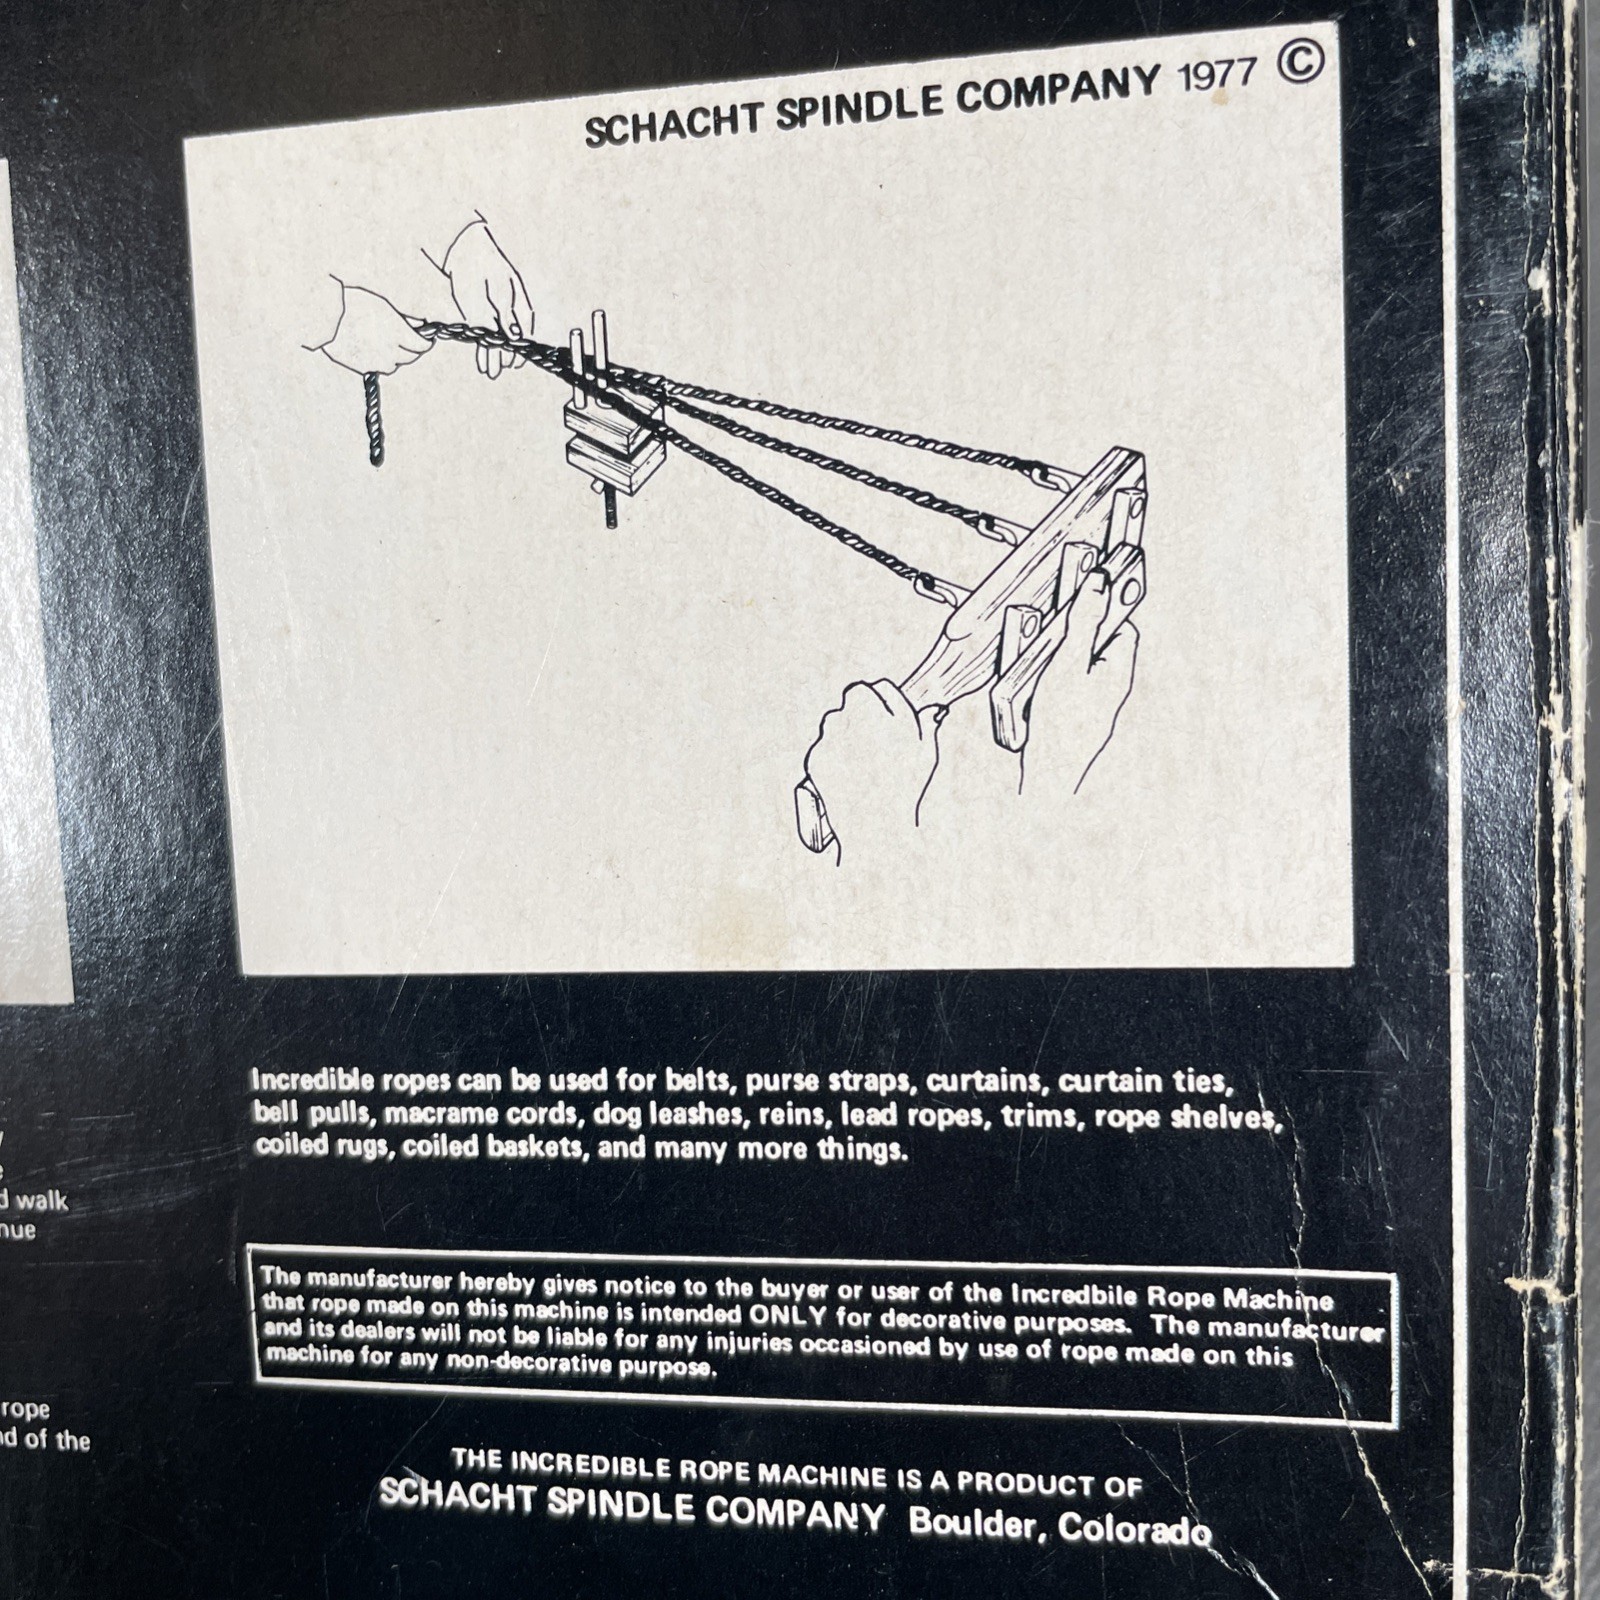 SCHACHT SPINDLE COMPANY 1977 ©
Incredible ropes can be used for belts, purse straps, curtains, curtain ties,
bell pulls, macrame cords, dog leashes, reins, lead ropes, trims, rope shelves,
coiled rugs, coiled baskets, and many more things.
d walk
nue
The manufacturer hereby gives notice to the buyer or user of the Incredbile Rope Machine
that rope made on this machine is intended ONLY for decorative purposes. The manufacturer
and its dealers will not be liable for any injuries occasioned by use of rope made on this
machine for any non-decorative purpose.
rope
nd of the
THE INCREDIBLE ROPE MACHINE IS A PRODUCT OF
SCHACHT SPINDLE COMPANY Boulder, Colorado